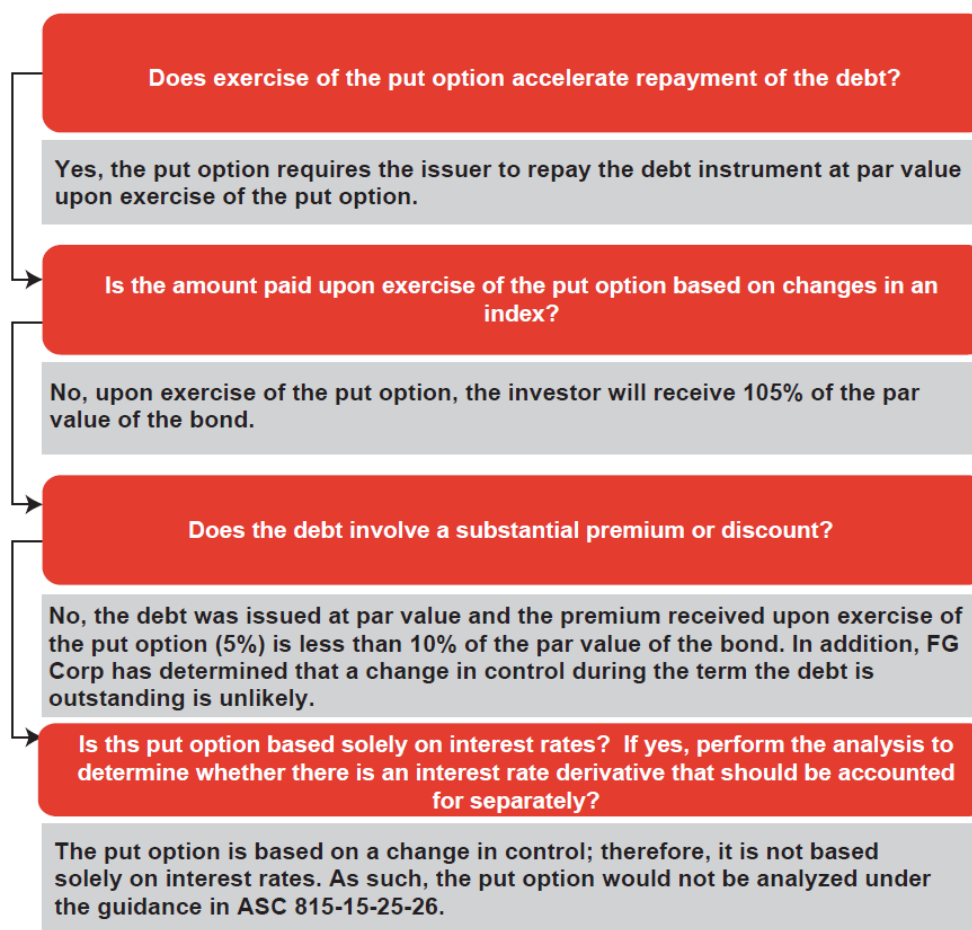 Does exercise of the put option accelerate repayment of the debt?
Yes, the put option requires the issuer to repay the debt instrument at par value
upon exercise of the put option.
Is the amount paid upon exercise of the put option based on changes in an
index?
No, upon exercise of the put option, the investor will receive 105% of the par
value of the bond.
Does the debt involve a substantial premium or discount?
No, the debt was issued at par value and the premium received upon exercise of
the put option (5%) is less than 10% of the par value of the bond. In addition, FG
Corp has determined that a change in control during the term the debt is
outstanding is unlikely.
Is ths put option based solely on interest rates? If yes, perform the analysis to
determine whether there is an interest rate derivative that should be accounted
for separately?
The put option is based on a change in control; therefore, it is not based
solely on interest rates. As such, the put option would not be analyzed under
the guidance in ASC 815-15-25-26.